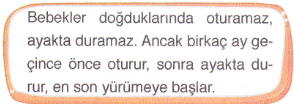 Bebekler doğduklarında oturamaz,
ayakta duramaz. Ancak birkaç ay ge-
çince önce oturur, sonra ayakta du-
rur, en son yürümeye başlar.